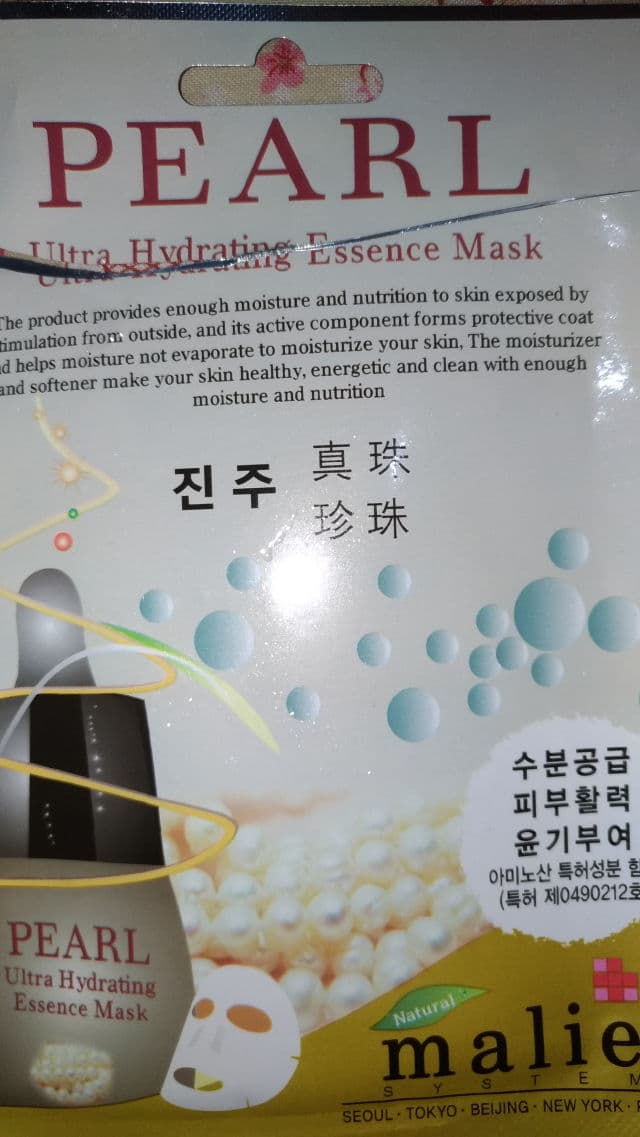 PEARL
Ultra Hydrating Essence Mask
The product provides enough moisture and nutrition to skin exposed by
timulation from outside, and its active component forms protective coat
d helps moisture not evaporate to moisturize your skin, The moisturizer
and softener make your skin healthy, energetic and clean with enough
moisture and nutrition
진주 真珠
珍珠
수분공급
피부활력
윤기부여
아미노산 특허성분 함
(특허 제0490212호
PEARL
Ultra Hydrating
Essence Mask
Natural
malie
SYSTEM
SEOUL · TOKYO · BEIJING · NEW YORK ·